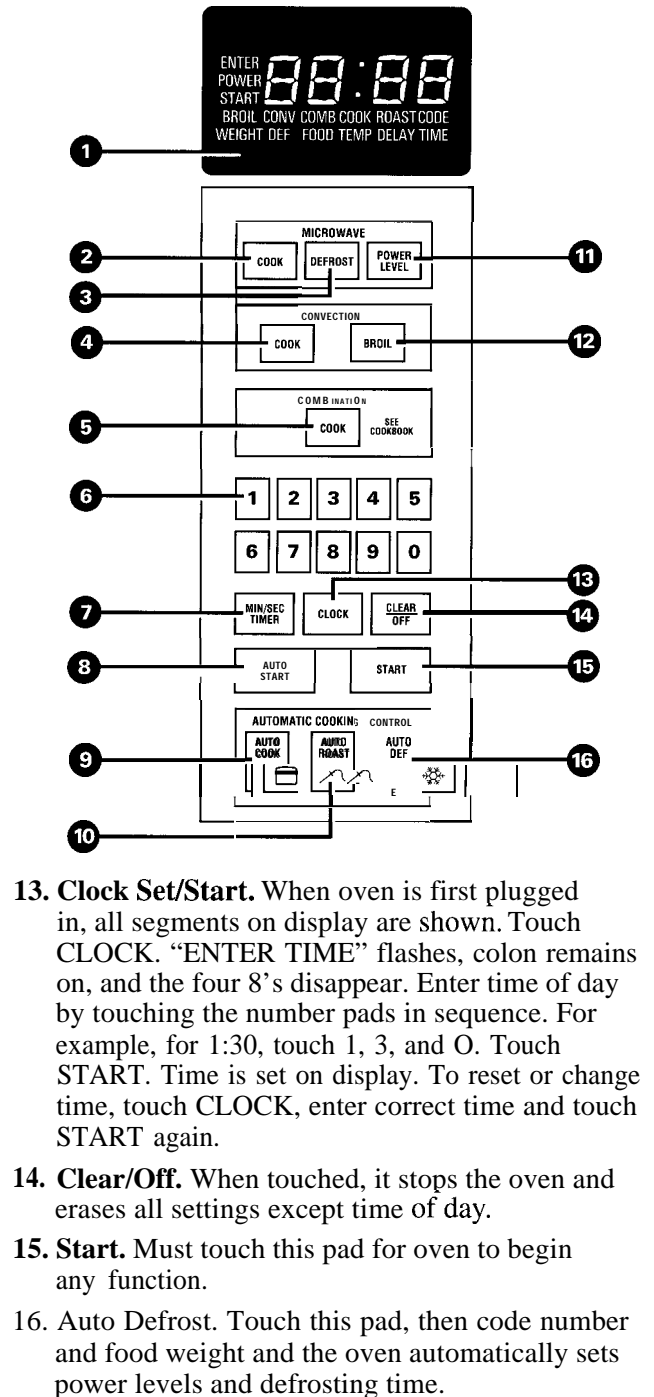 ENTER
POWER
START
88:88
BROIL CONV COMB COOK ROAST CODE
WEIGHT DEF FOOD TEMP DELAY TIME
1
MICROWAVE
2 COOK DEFROST POWER LEVEL 11
3
CONVECTION
4 COOK BROIL 12
COMBINATION
5 COOK SEE COOKBOOK
6 1 2 3 4 5
6 7 8 9 0
13
7 MIN/SEC TIMER CLOCK CLEAR OFF 14
8 AUTO START START 15
AUTOMATIC COOKING CONTROL
9 AUTO COOK AUTO ROAST AUTO DEF 16
E
10
13. Clock Set/Start. When oven is first plugged
in, all segments on display are shown. Touch
CLOCK. “ENTER TIME” flashes, colon remains
on, and the four 8’s disappear. Enter time of day
by touching the number pads in sequence. For
example, for 1:30, touch 1, 3, and O. Touch
START. Time is set on display. To reset or change
time, touch CLOCK, enter correct time and touch
START again.
14. Clear/Off. When touched, it stops the oven and
erases all settings except time of day.
15. Start. Must touch this pad for oven to begin
any function.
16. Auto Defrost. Touch this pad, then code number
and food weight and the oven automatically sets
power levels and defrosting time.